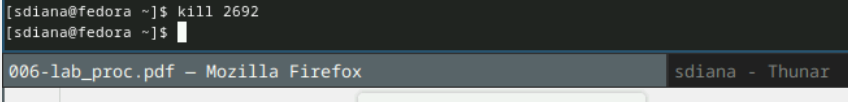 [sdiana@fedora ~]$ kill 2692
[sdiana@fedora ~]$
006-lab_proc.pdf — Mozilla Firefox
sdiana - Thunar